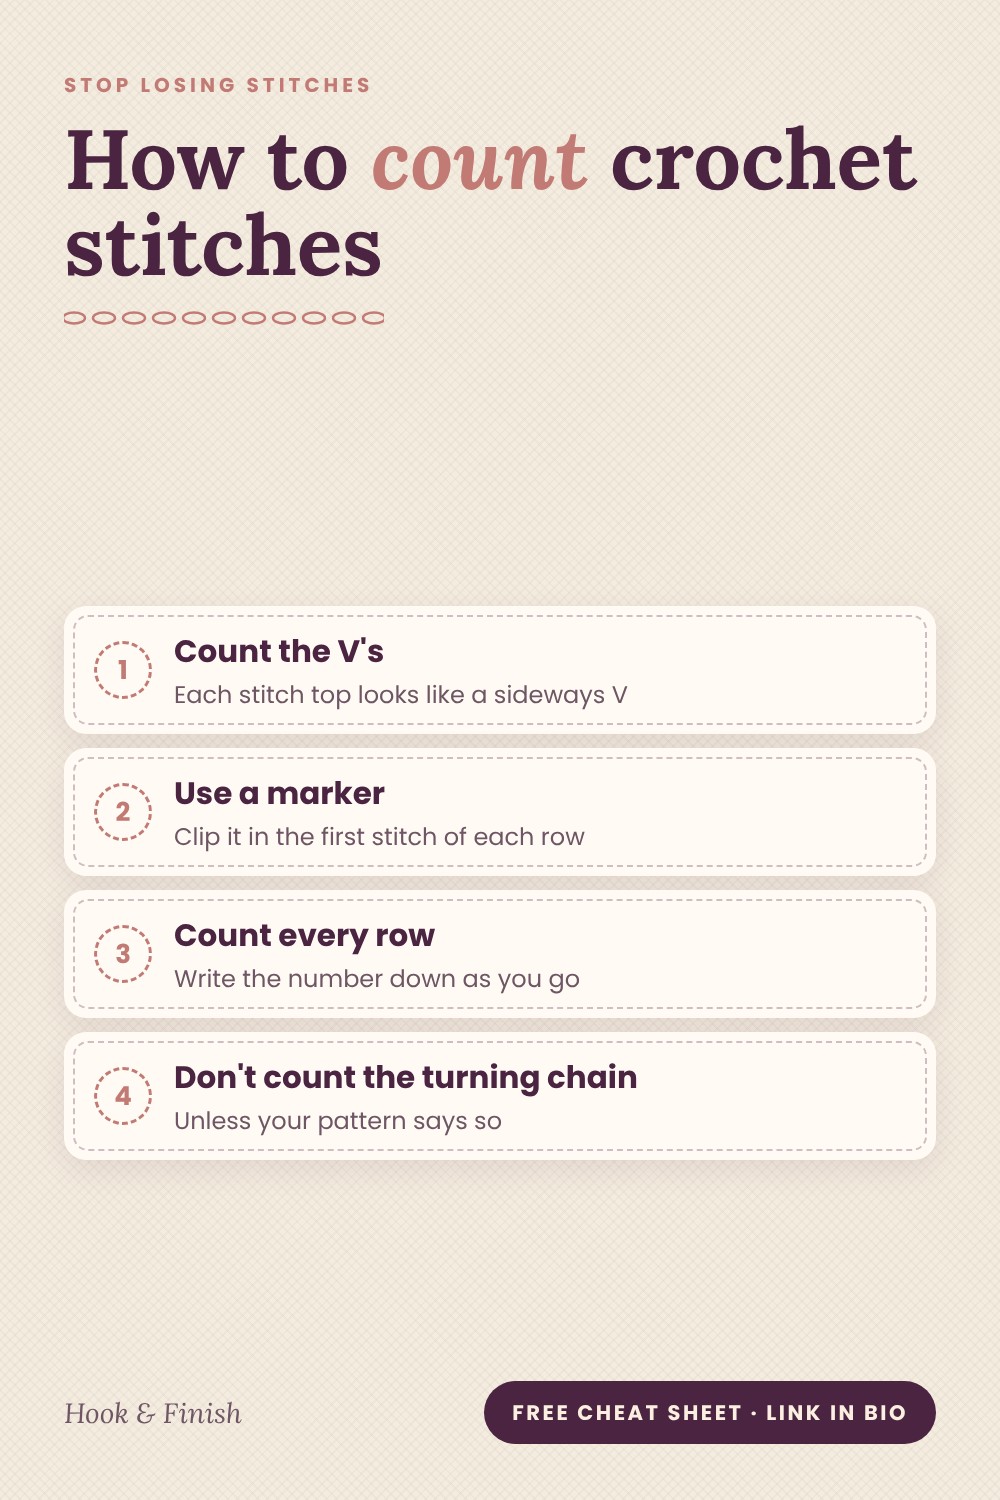 STOP LOSING STITCHES
How to count crochet
stitches
1
Count the V's
Each stitch top looks like a sideways V
2
Use a marker
Clip it in the first stitch of each row
3
Count every row
Write the number down as you go
4
Don't count the turning chain
Unless your pattern says so
Hook & Finish
FREE CHEAT SHEET · LINK IN BIO